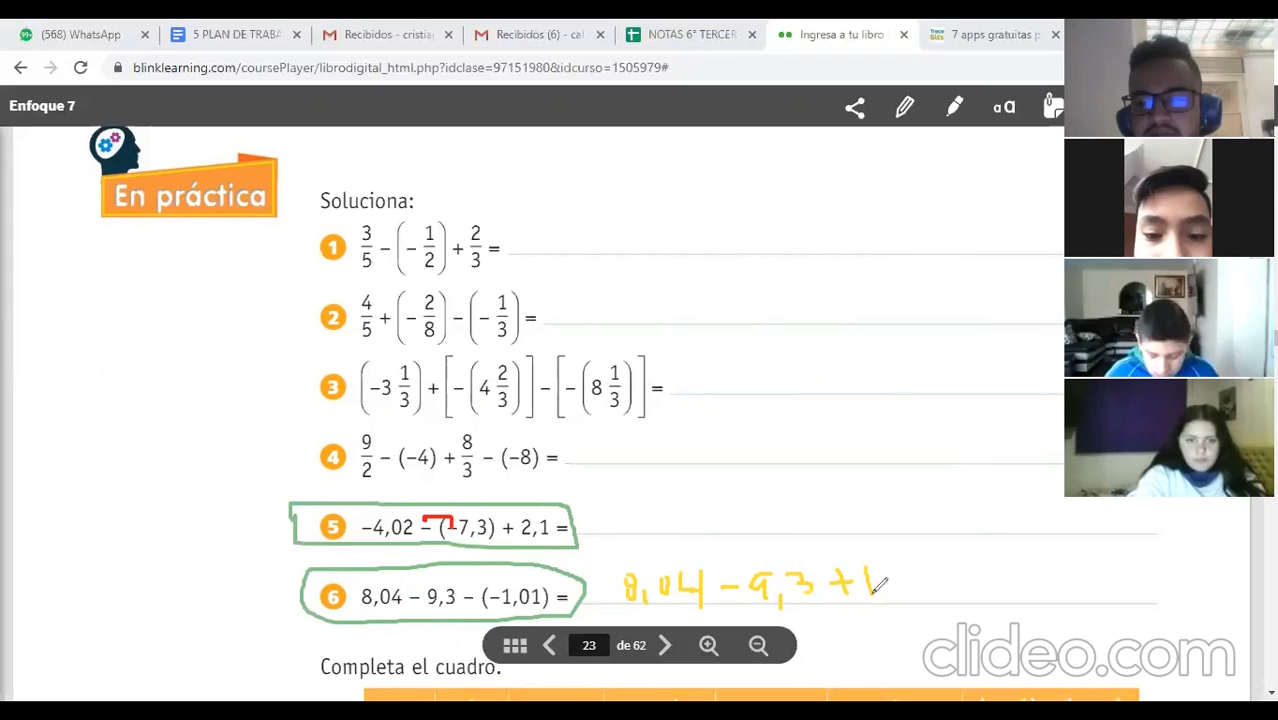 (568) WhatsApp
5 PLAN DE TRABA
Recibidos - cristia
Recibidos (6) - cal
NOTAS 6° TERCER
Ingresa a tu libro
7 apps gratuitas p
blinklearning.com/coursePlayer/librodigital_html.php?idclase=97151980&idcurso=1505979#
Enfoque 7
aA
En práctica
Soluciona:
1 3/5 − (− 1/2) + 2/3 =
2 4/5 + (− 2/8) − (− 1/3) =
3 (−3 1/3) + [− (4 2/3)] − [− (8 1/3)] =
4 9/2 − (−4) + 8/3 − (−8) =
5 −4,02 − (−7,3) + 2,1 =
6 8,04 − 9,3 − (−1,01) = 8,04 − 9,3 + 1
23 de 62
clideo.com
Completa el cuadro.